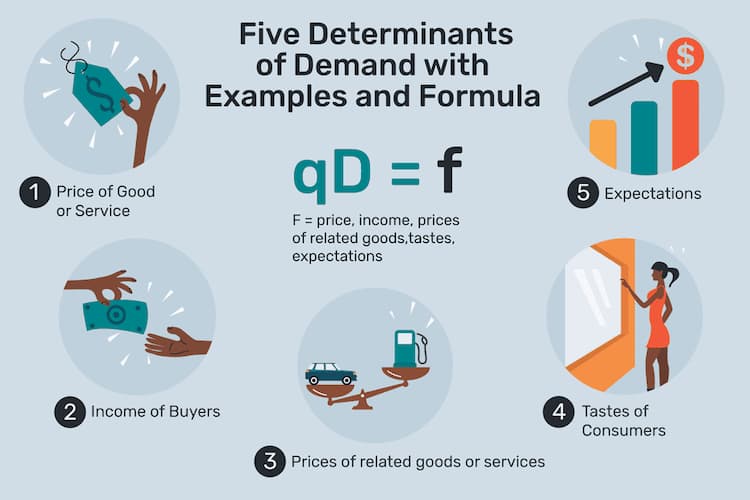 Five Determinants
of Demand with
Examples and Formula
qD = f
F = price, income, prices
of related goods,tastes,
expectations
1 Price of Good
or Service
$
2 Income of Buyers
3 Prices of related goods or services
4 Tastes of
Consumers
5 Expectations
$